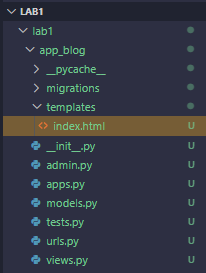 LAB1
lab1
app_blog
__pycache__
migrations
templates
<> index.html U
__init__.py U
admin.py U
apps.py U
models.py U
tests.py U
urls.py U
views.py U